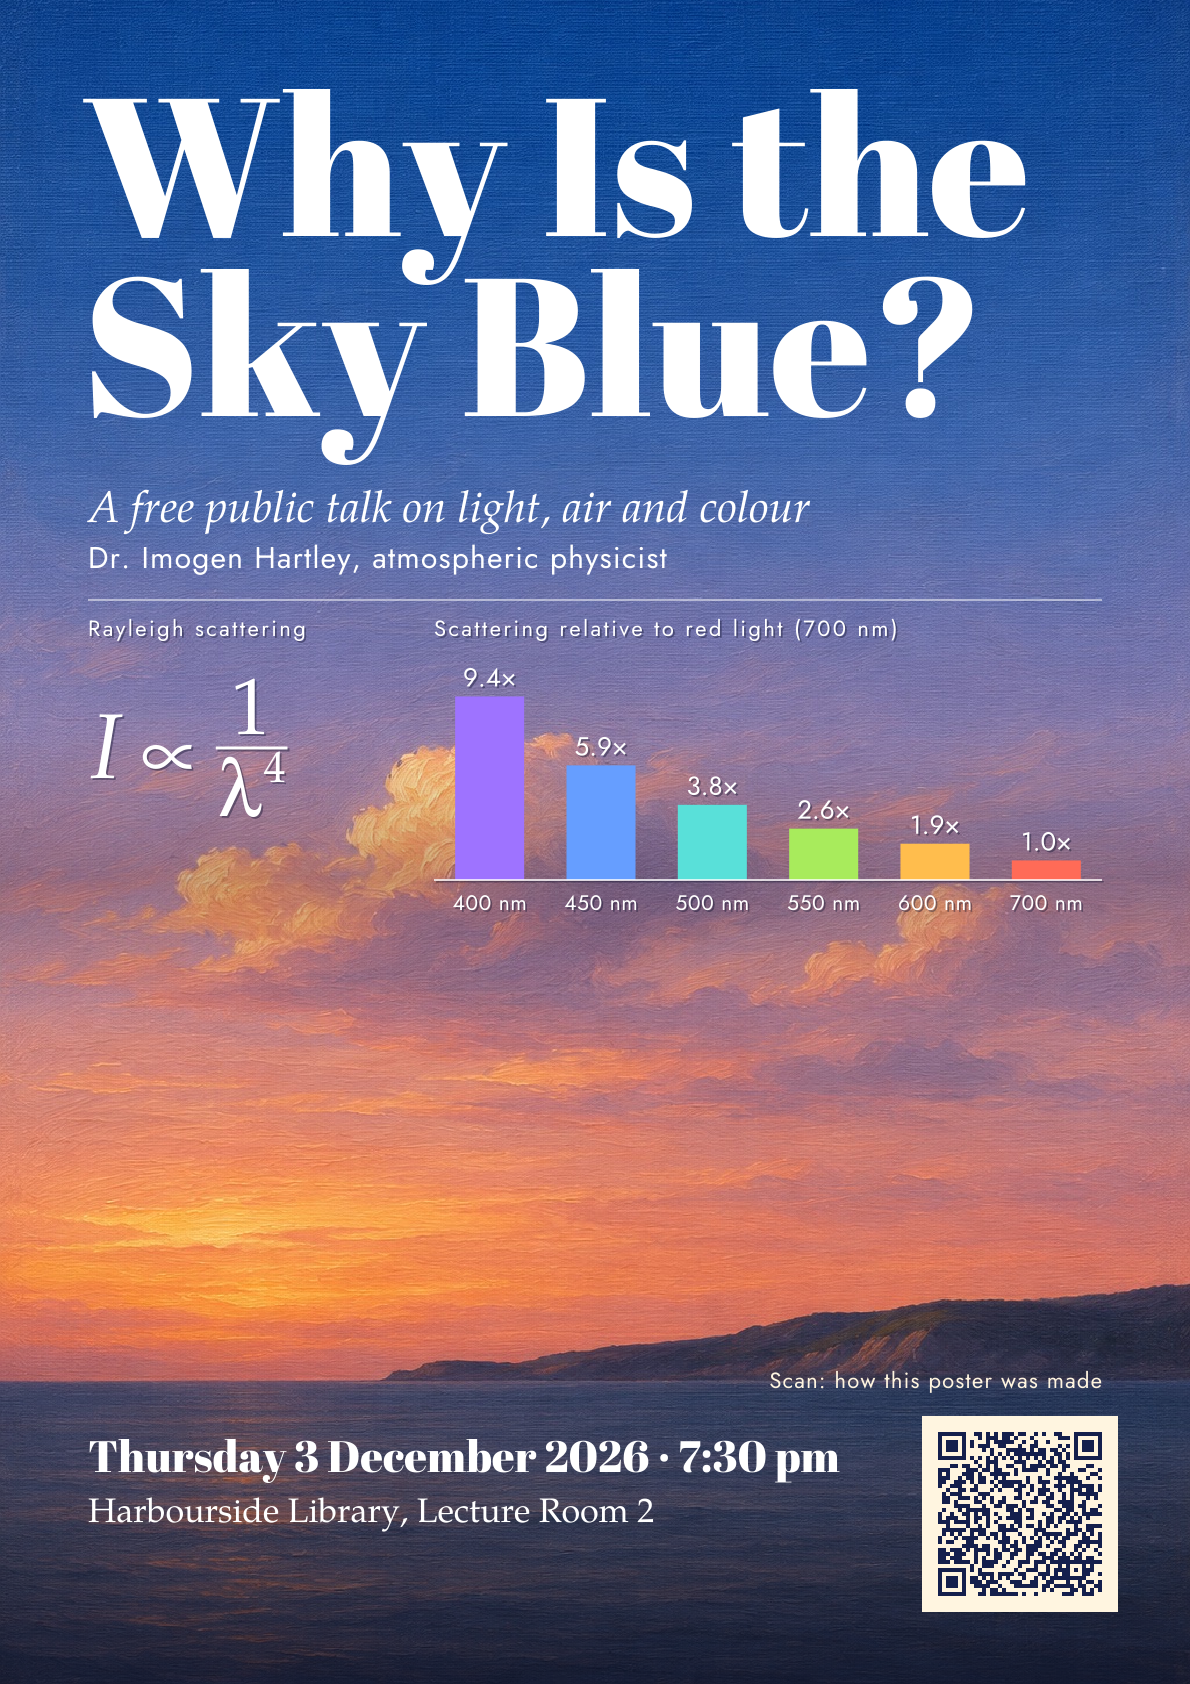 Why Is the
Sky Blue?
A free public talk on light, air and colour
Dr. Imogen Hartley, atmospheric physicist
Rayleigh scattering
I ∝ 1/λ⁴
Scattering relative to red light (700 nm)
9.4×
5.9×
3.8×
2.6×
1.9×
1.0×
400 nm 450 nm 500 nm 550 nm 600 nm 700 nm
Scan: how this poster was made
Thursday 3 December 2026 · 7:30 pm
Harbourside Library, Lecture Room 2